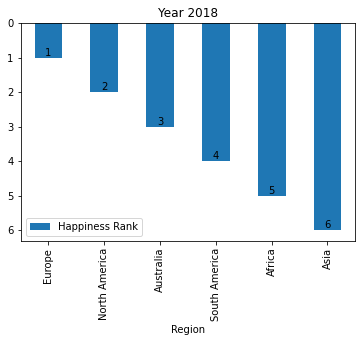 Year 2018
0
1
2
3
4
5
6
1
2
3
4
5
6
Happiness Rank
Europe
North America
Australia
South America
Africa
Asia
Region